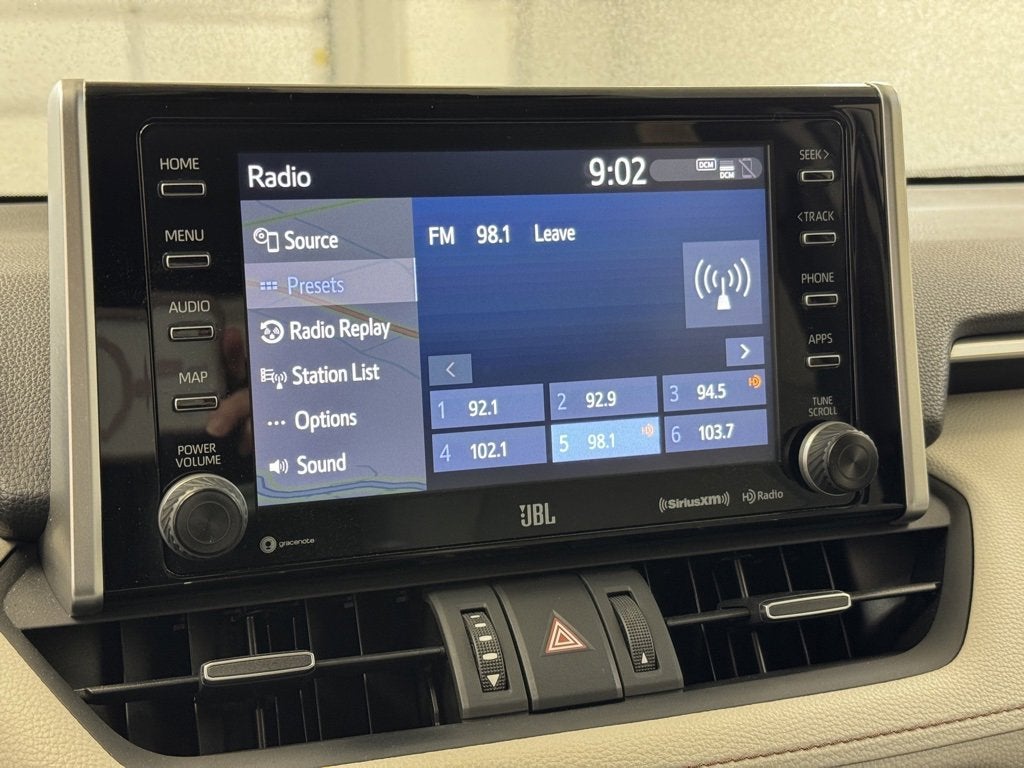 HOME
MENU
AUDIO
MAP
POWER
VOLUME
Radio
9:02
DCM
DCM
Source
Presets
Radio Replay
Station List
Options
Sound
FM 98.1 Leave
<
>
1 92.1
2 92.9
3 94.5
4 102.1
5 98.1
6 103.7
SEEK>
<TRACK
PHONE
APPS
TUNE
SCROLL
gracenote
JBL
((SiriusXM))
HD Radio